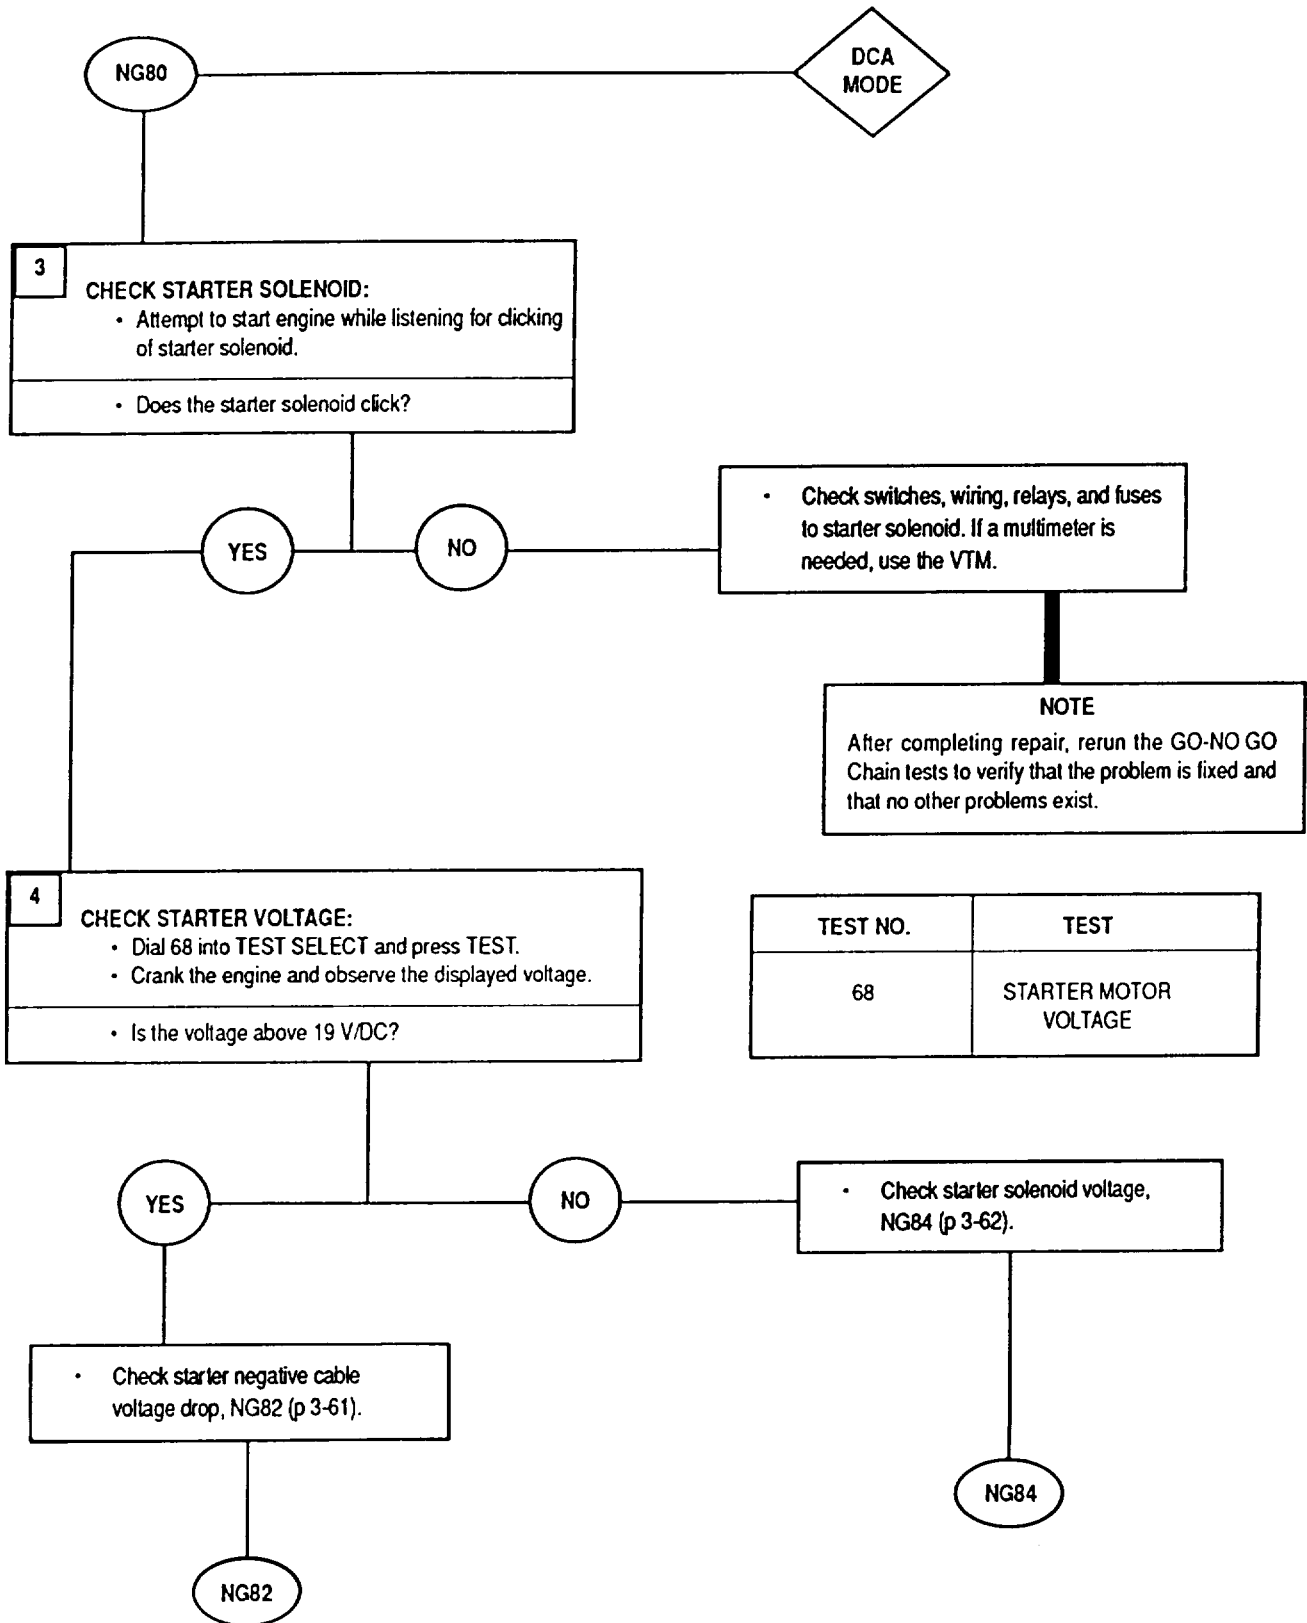 NG80
DCA
MODE
3
CHECK STARTER SOLENOID:
• Attempt to start engine while listening for clicking
of starter solenoid.
• Does the starter solenoid click?
YES
NO
• Check switches, wiring, relays, and fuses
to starter solenoid. If a multimeter is
needed, use the VTM.
NOTE
After completing repair, rerun the GO-NO GO
Chain tests to verify that the problem is fixed and
that no other problems exist.
4
CHECK STARTER VOLTAGE:
• Dial 68 into TEST SELECT and press TEST.
• Crank the engine and observe the displayed voltage.
• Is the voltage above 19 V/DC?
TEST NO.
TEST
68
STARTER MOTOR
VOLTAGE
YES
NO
• Check starter solenoid voltage,
NG84 (p 3-62).
• Check starter negative cable
voltage drop, NG82 (p 3-61).
NG84
NG82